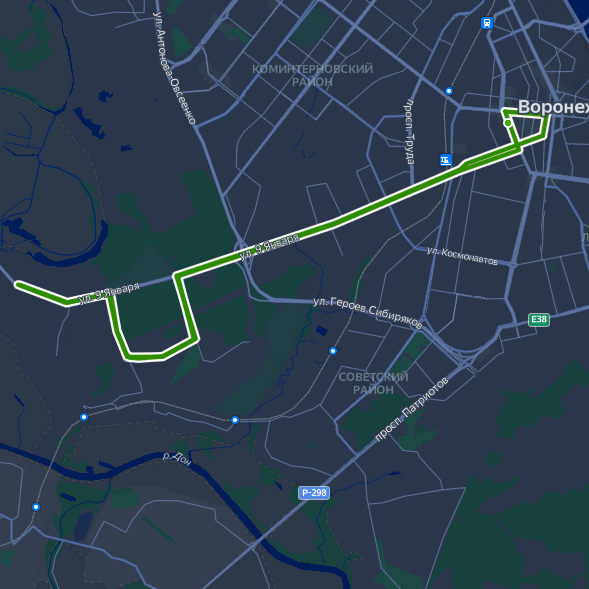 ул. Антонова-Овсеенко
КОМИНТЕРНОВСКИЙ
РАЙОН
просп. Труда
Воронеж
ул. 9 Января
ул. Космонавтов
ул. 9 Января
ул. Героев Сибиряков
E38
СОВЕТСКИЙ
РАЙОН
просп. Патриотов
р. Дон
Р-298